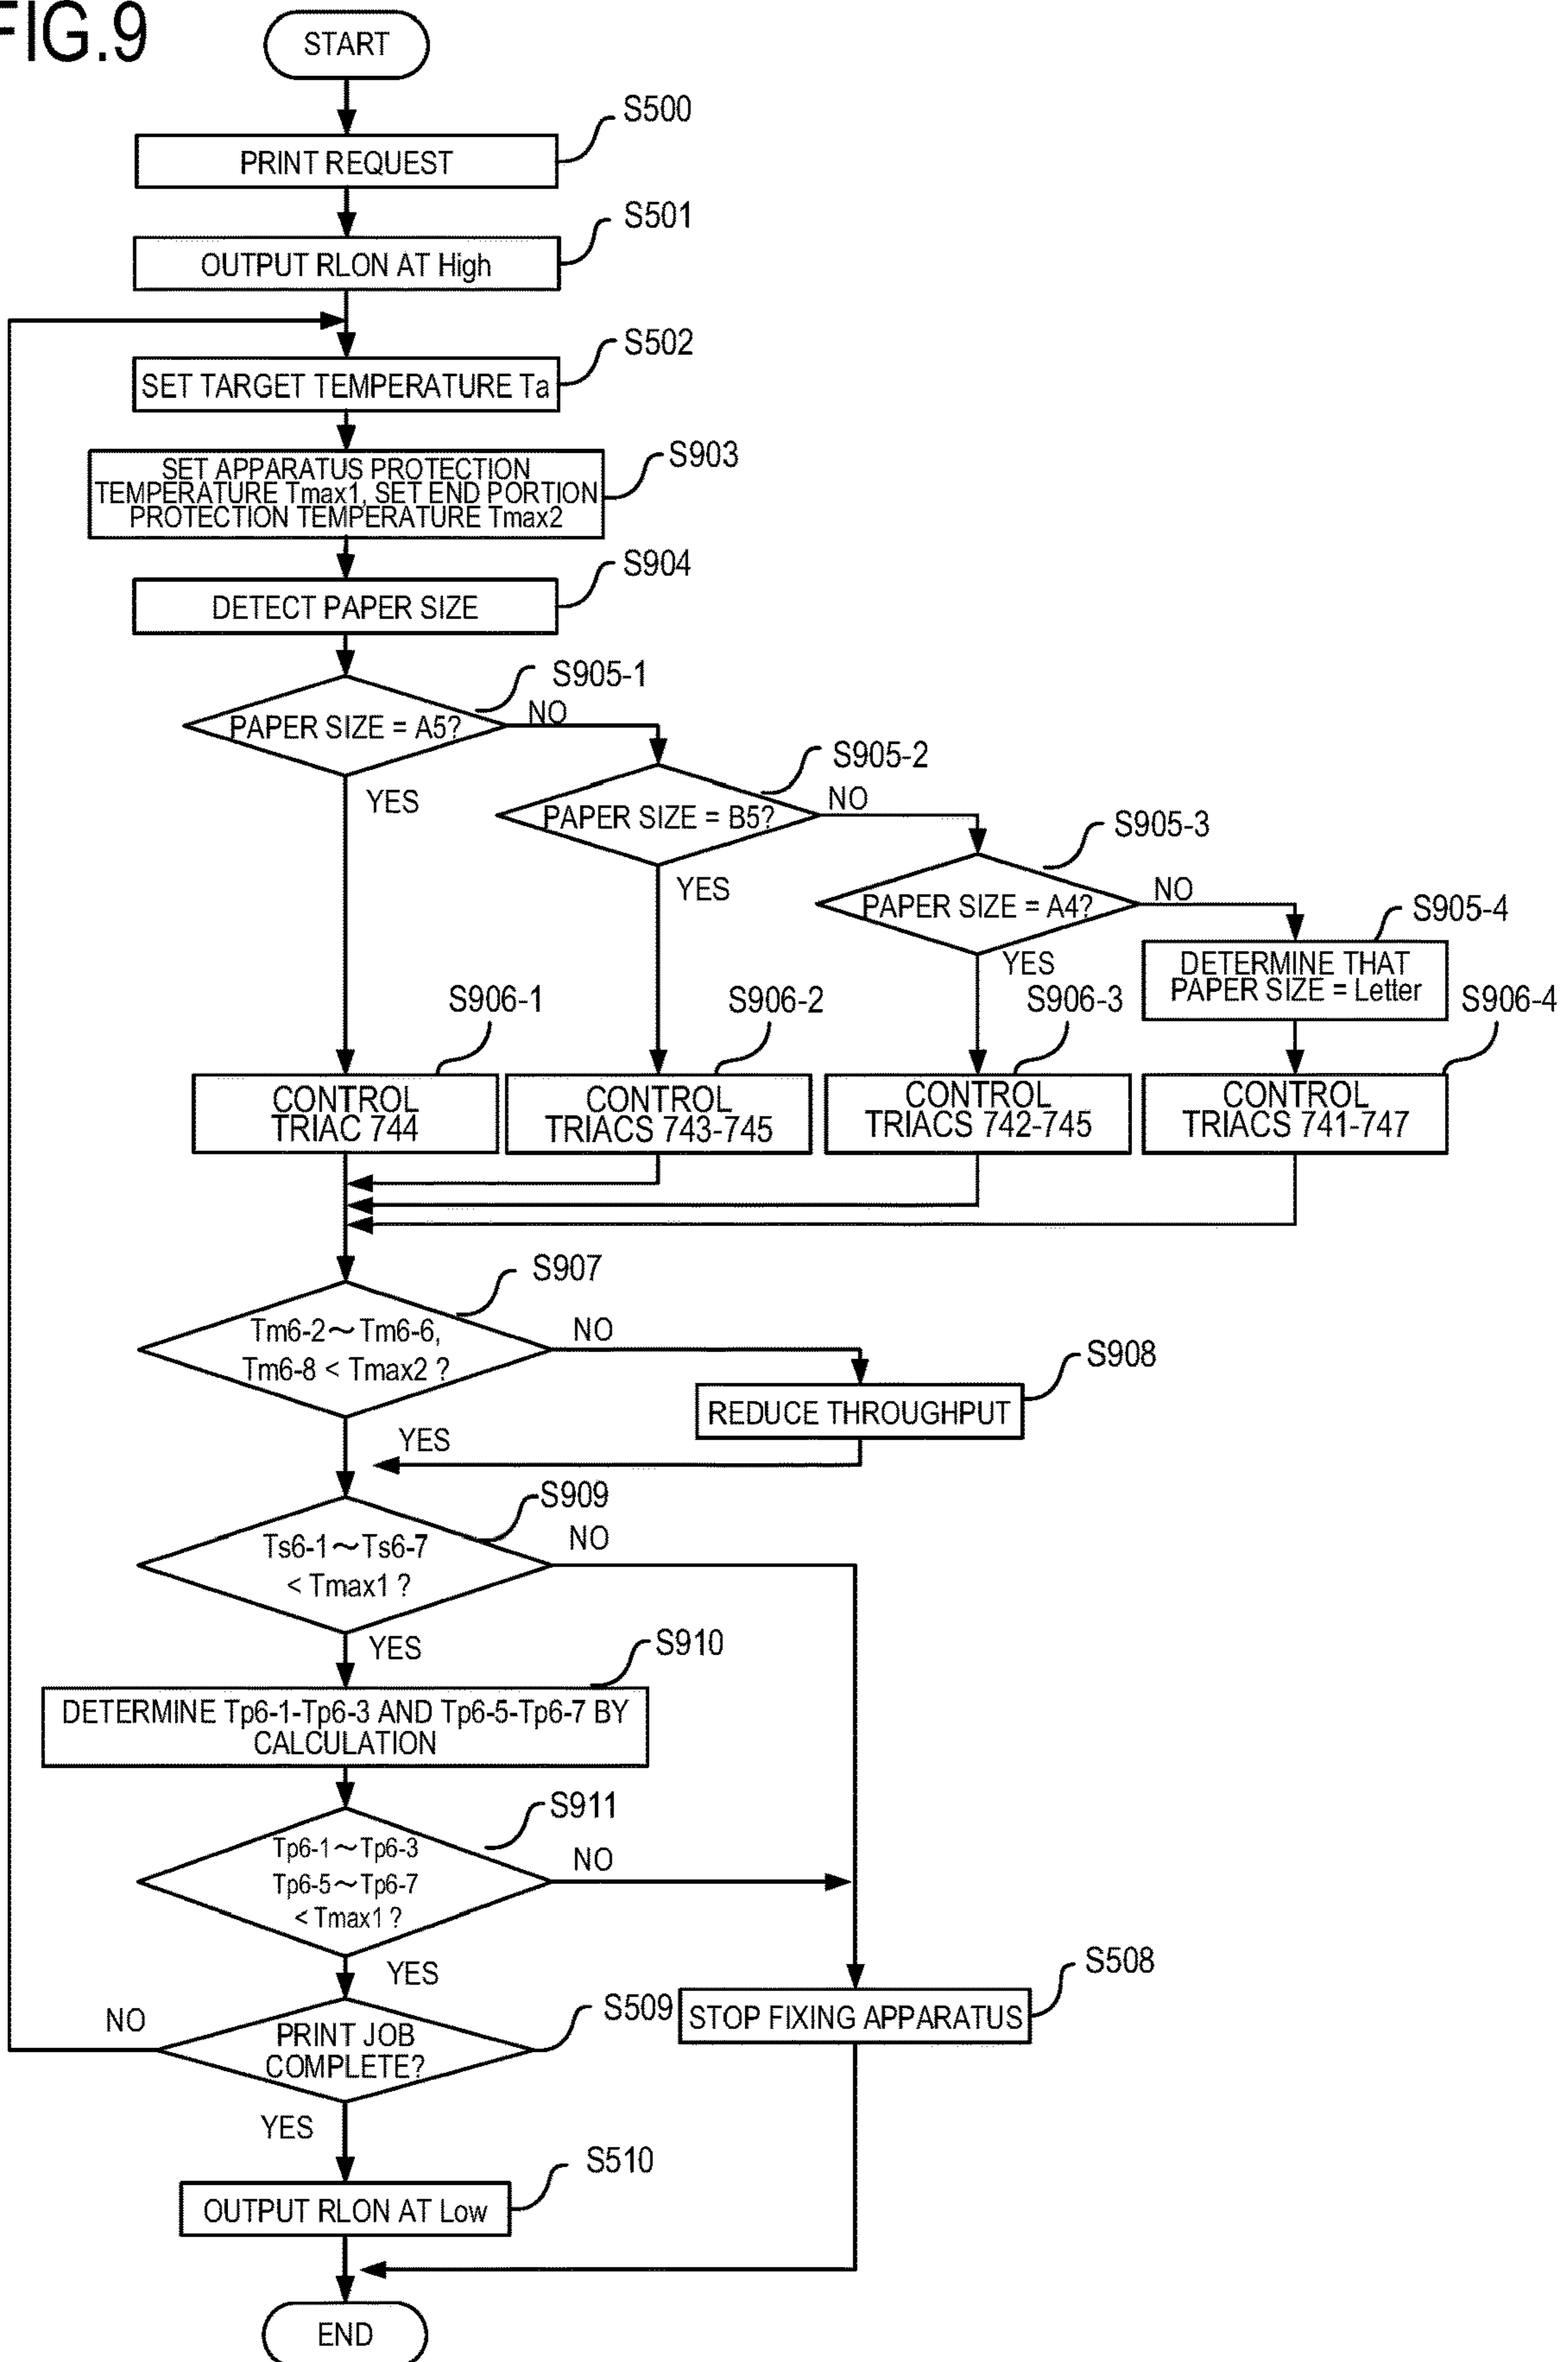 FIG.9
START
S500
PRINT REQUEST
S501
OUTPUT RLON AT High
S502
SET TARGET TEMPERATURE Ta
S903
SET APPARATUS PROTECTION
TEMPERATURE Tmax1, SET END PORTION
PROTECTION TEMPERATURE Tmax2
S904
DETECT PAPER SIZE
S905-1
PAPER SIZE = A5?
NO
YES
S905-2
PAPER SIZE = B5?
NO
YES
S905-3
PAPER SIZE = A4?
NO
YES
S905-4
DETERMINE THAT
PAPER SIZE = Letter
S906-1
CONTROL
TRIAC 744
S906-2
CONTROL
TRIACS 743-745
S906-3
CONTROL
TRIACS 742-745
S906-4
CONTROL
TRIACS 741-747
S907
Tm6-2～Tm6-6,
Tm6-8 < Tmax2 ?
NO
S908
REDUCE THROUGHPUT
YES
S909
Ts6-1～Ts6-7
< Tmax1 ?
NO
YES
S910
DETERMINE Tp6-1-Tp6-3 AND Tp6-5-Tp6-7 BY
CALCULATION
S911
Tp6-1～Tp6-3
Tp6-5～Tp6-7
< Tmax1 ?
NO
YES
S508
STOP FIXING APPARATUS
S509
PRINT JOB
COMPLETE?
NO
YES
S510
OUTPUT RLON AT Low
END